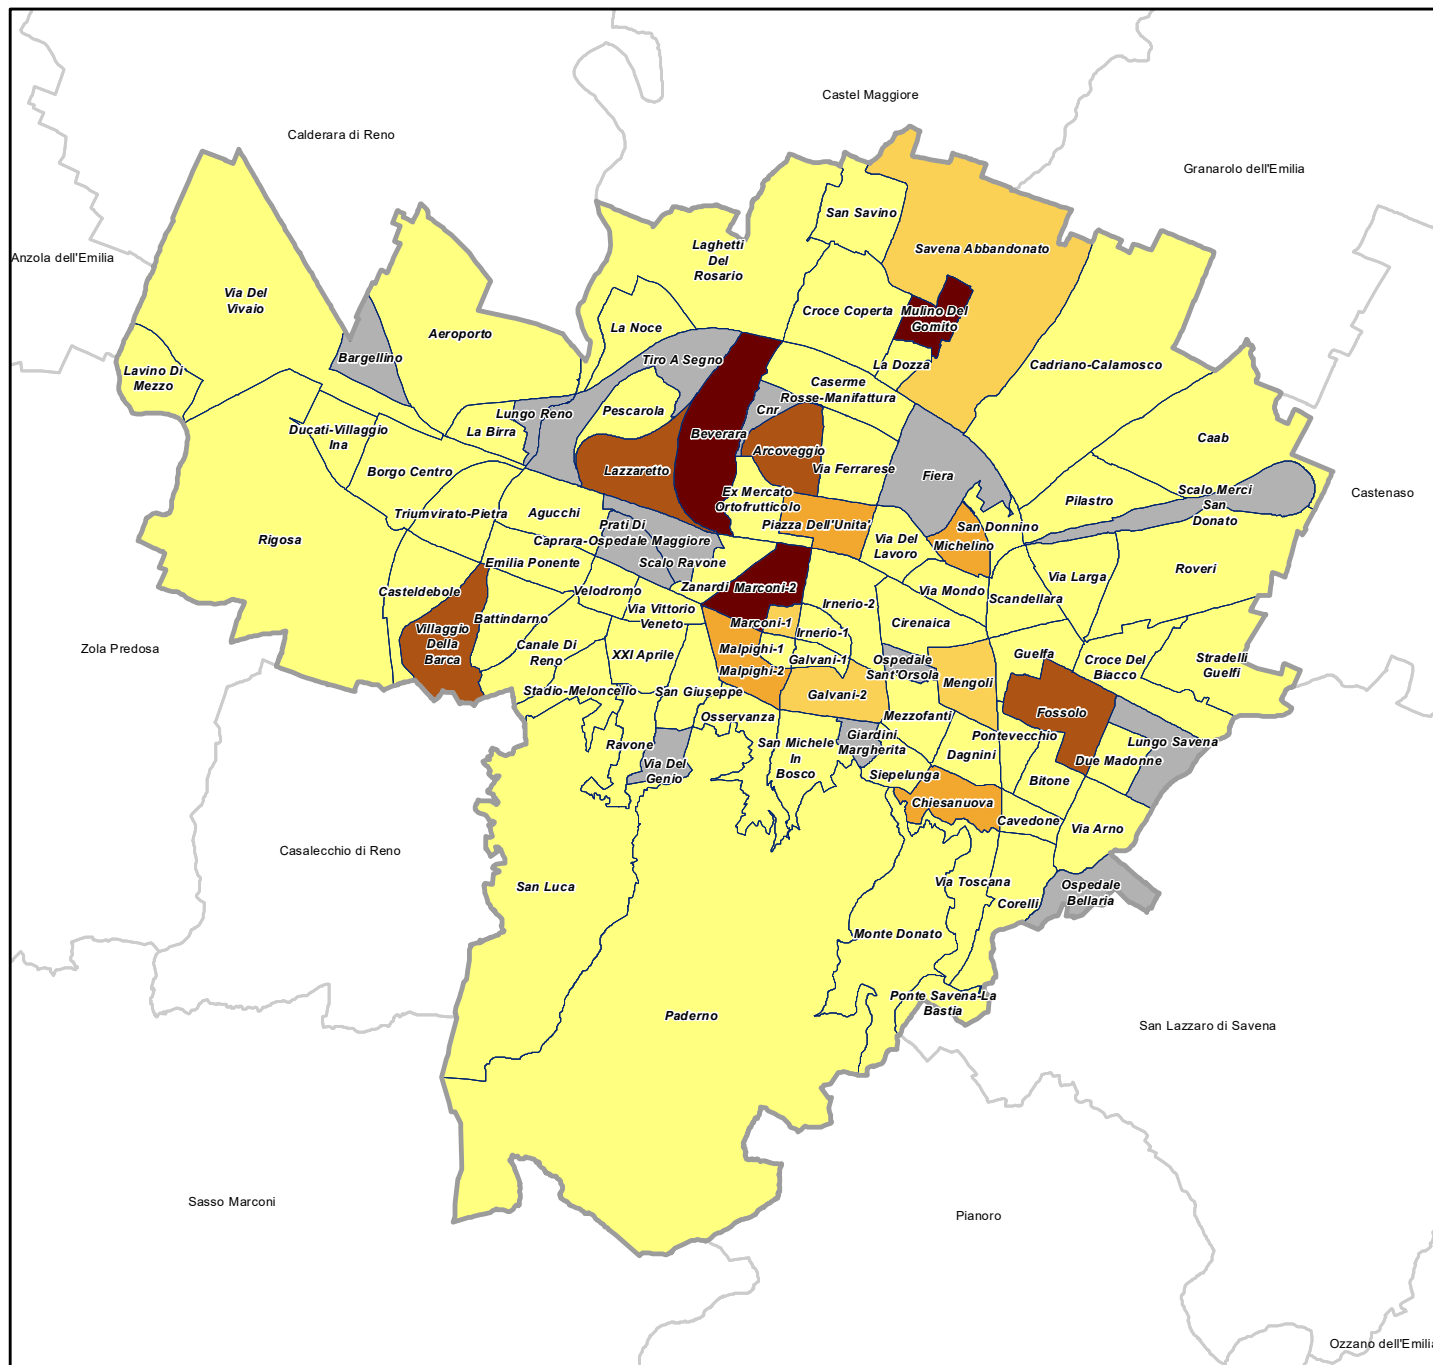 Castel Maggiore
Calderara di Reno
Granarolo dell'Emilia
San Savino
Laghetti
Del
Rosario
Savena Abbandonato
Anzola dell'Emilia
Via Del
Vivaio
Aeroporto
La Noce
Croce Coperta
Mulino Del
Gomito
Bargellino
Tiro A Segno
La Dozza
Cadriano-Calamosco
Lavino Di
Mezzo
Caserme
Rosse-Manifattura
Lungo Reno
Pescarola
Cnr
Ducati-Villaggio
Ina
La Birra
Beverara
Caab
Arcoveggio
Borgo Centro
Lazzaretto
Via Ferrarese
Fiera
Ex Mercato
Ortofrutticolo
Pilastro
Scalo Merci
San
Donato
Castenaso
Triumvirato-Pietra
Agucchi
Prati Di
Caprara-Ospedale Maggiore
Piazza Dell'Unita'
San Donnino
Rigosa
Via Del
Lavoro
Michelino
Emilia Ponente
Scalo Ravone
Roveri
Via Larga
Casteldebole
Velodromo
Zanardi
Marconi-2
Via Mondo
Scandellara
Irnerio-2
Battindarno
Via Vittorio
Veneto
Marconi-1
Cirenaica
Villaggio
Della
Barca
Irnerio-1
Zola Predosa
Canale Di
Reno
XXI Aprile
Malpighi-1
Galvani-1
Ospedale
Sant'Orsola
Guelfa
Croce Del
Biacco
Stradelli
Guelfi
Malpighi-2
Mengoli
Stadio-Meloncello
San Giuseppe
Galvani-2
Osservanza
Mezzofanti
Fossolo
Ravone
San Michele
In
Bosco
Giardini
Margherita
Pontevecchio
Lungo Savena
Dagnini
Due Madonne
Via Del
Genio
Siepelunga
Bitone
Chiesanuova
Cavedone
Via Arno
Casalecchio di Reno
San Luca
Via Toscana
Ospedale
Bellaria
Corelli
Monte Donato
Ponte Savena-La
Bastia
Paderno
San Lazzaro di Savena
Sasso Marconi
Pianoro
Ozzano dell'Emilia